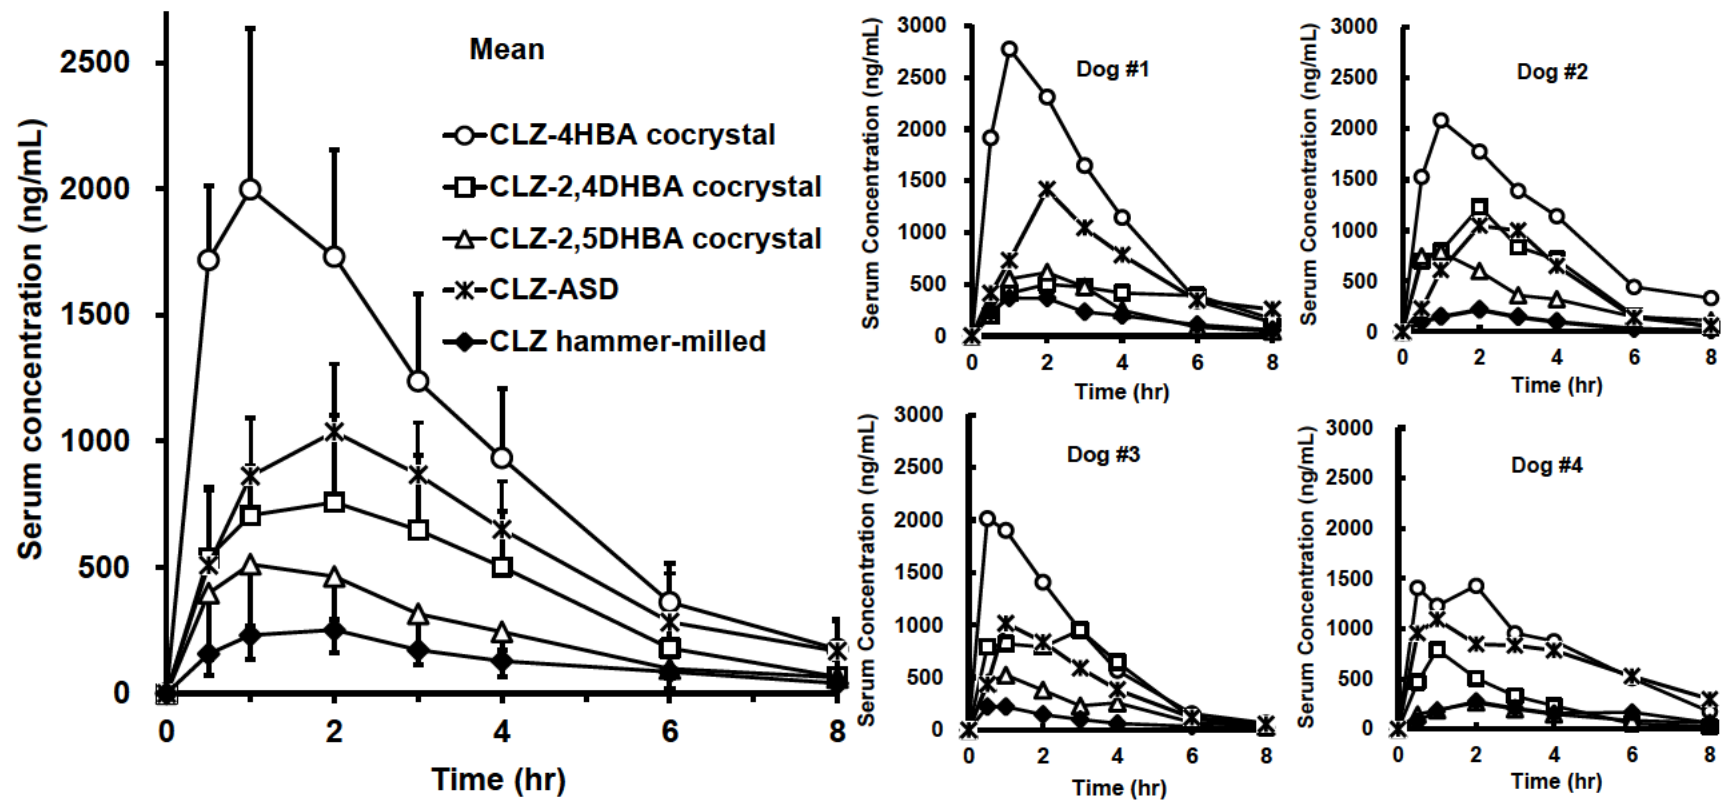 Mean
Serum concentration (ng/mL)
2500
2000
1500
1000
500
0
CLZ-4HBA cocrystal
CLZ-2,4DHBA cocrystal
CLZ-2,5DHBA cocrystal
CLZ-ASD
CLZ hammer-milled
0 2 4 6 8
Time (hr)
Dog #1
Serum Concentration (ng/mL)
3000
2500
2000
1500
1000
500
0
0 2 4 6 8
Time (hr)
Dog #2
Serum Concentration (ng/mL)
3000
2500
2000
1500
1000
500
0
0 2 4 6 8
Time (hr)
Dog #3
Serum Concentration (ng/mL)
3000
2500
2000
1500
1000
500
0
0 2 4 6 8
Time (hr)
Dog #4
Serum Concentration (ng/mL)
3000
2500
2000
1500
1000
500
0
0 2 4 6 8
Time (hr)